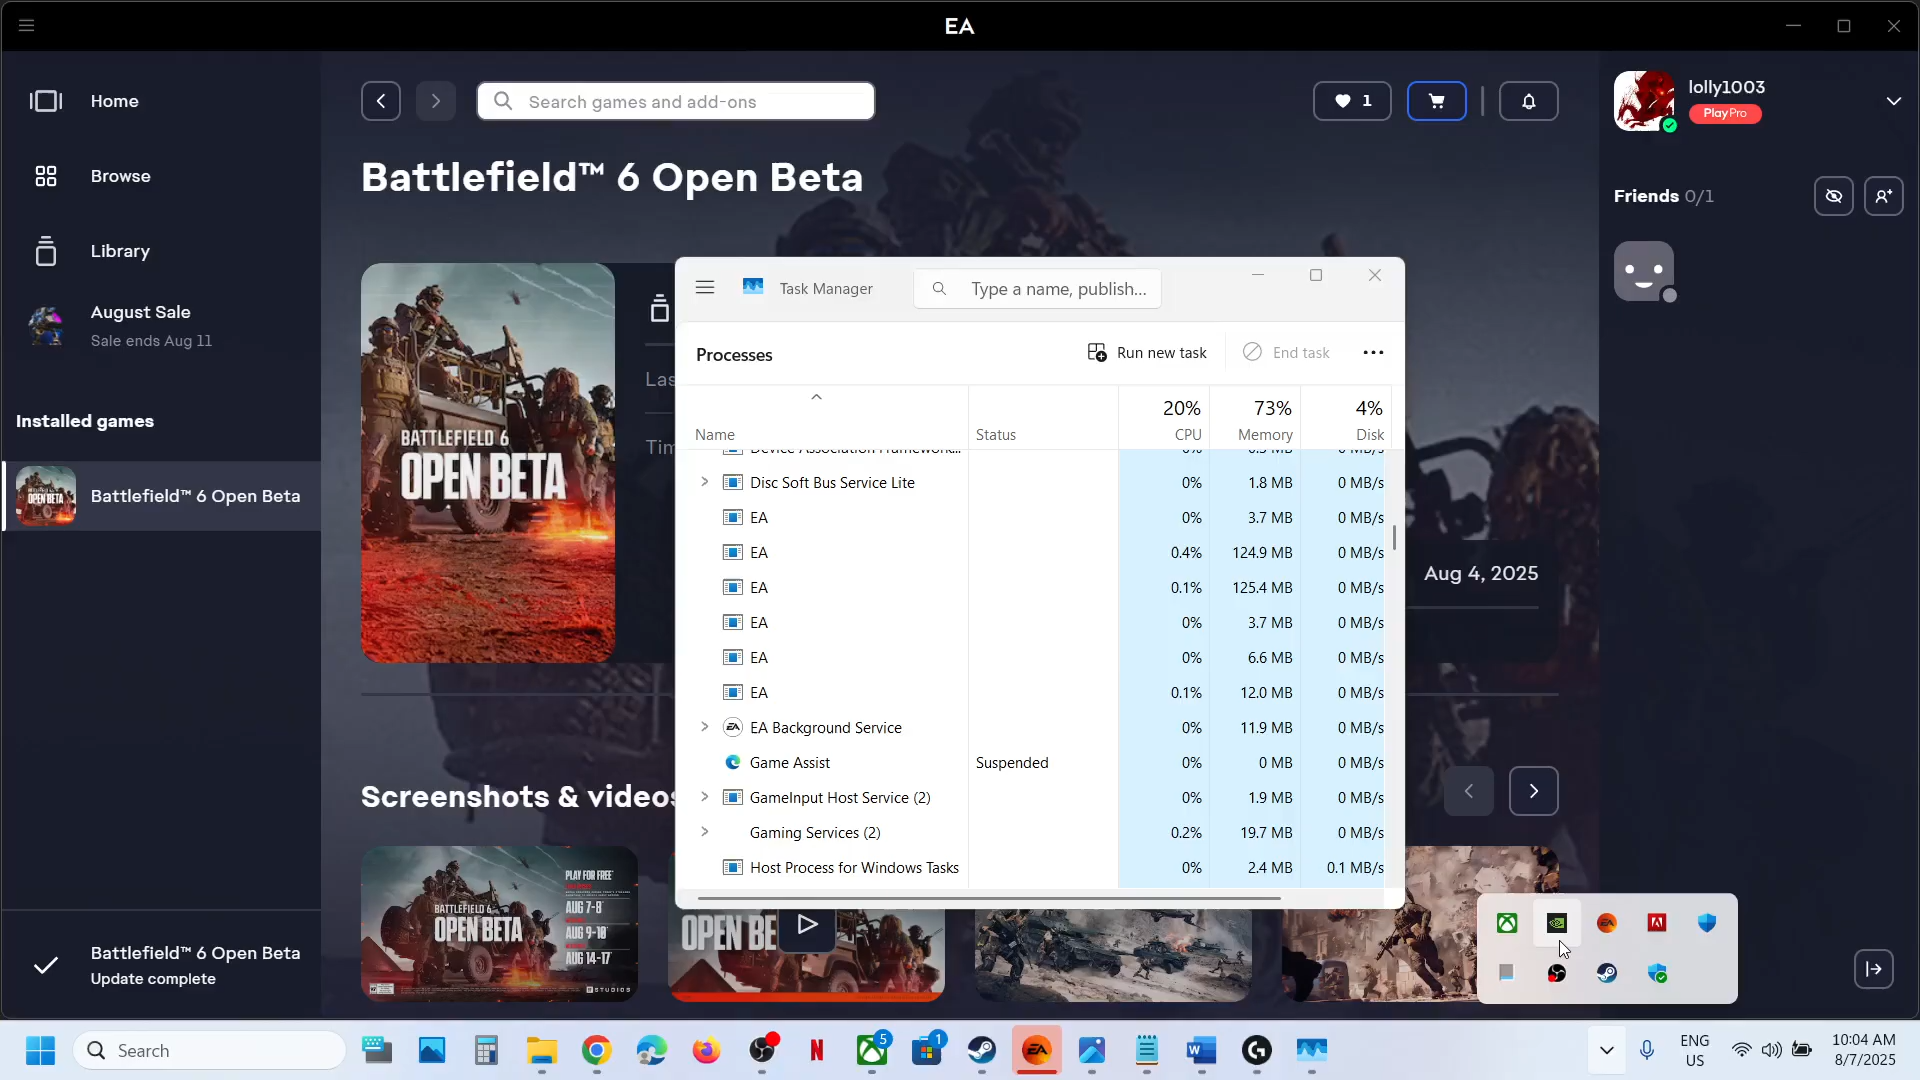 EA
Home
Browse
Library
August Sale
Sale ends Aug 11
Installed games
Battlefield™ 6 Open Beta
Battlefield™ 6 Open Beta
Update complete
Search games and add-ons
1
lolly1003
PlayPro
Friends 0/1
Battlefield™ 6 Open Beta
BATTLEFIELD 6
OPEN BETA
Las
Tim
Aug 4, 2025
Task Manager
Type a name, publish...
Processes
Run new task
End task
20% 73% 4%
Name Status CPU Memory Disk
Disc Soft Bus Service Lite 0% 1.8 MB 0 MB/s
EA 0% 3.7 MB 0 MB/s
EA 0.4% 124.9 MB 0 MB/s
EA 0.1% 125.4 MB 0 MB/s
EA 0% 3.7 MB 0 MB/s
EA 0% 6.6 MB 0 MB/s
EA 0.1% 12.0 MB 0 MB/s
EA Background Service 0% 11.9 MB 0 MB/s
Game Assist Suspended 0% 0 MB 0 MB/s
GameInput Host Service (2) 0% 1.9 MB 0 MB/s
Gaming Services (2) 0.2% 19.7 MB 0 MB/s
Host Process for Windows Tasks 0% 2.4 MB 0.1 MB/s
Screenshots & videos
BATTLEFIELD 6
OPEN BETA
PLAY FOR FREE
AUG 7-8
AUG 9-10
AUG 14-17
OPEN BE
Search
5
1
ENG
US
10:04 AM
8/7/2025